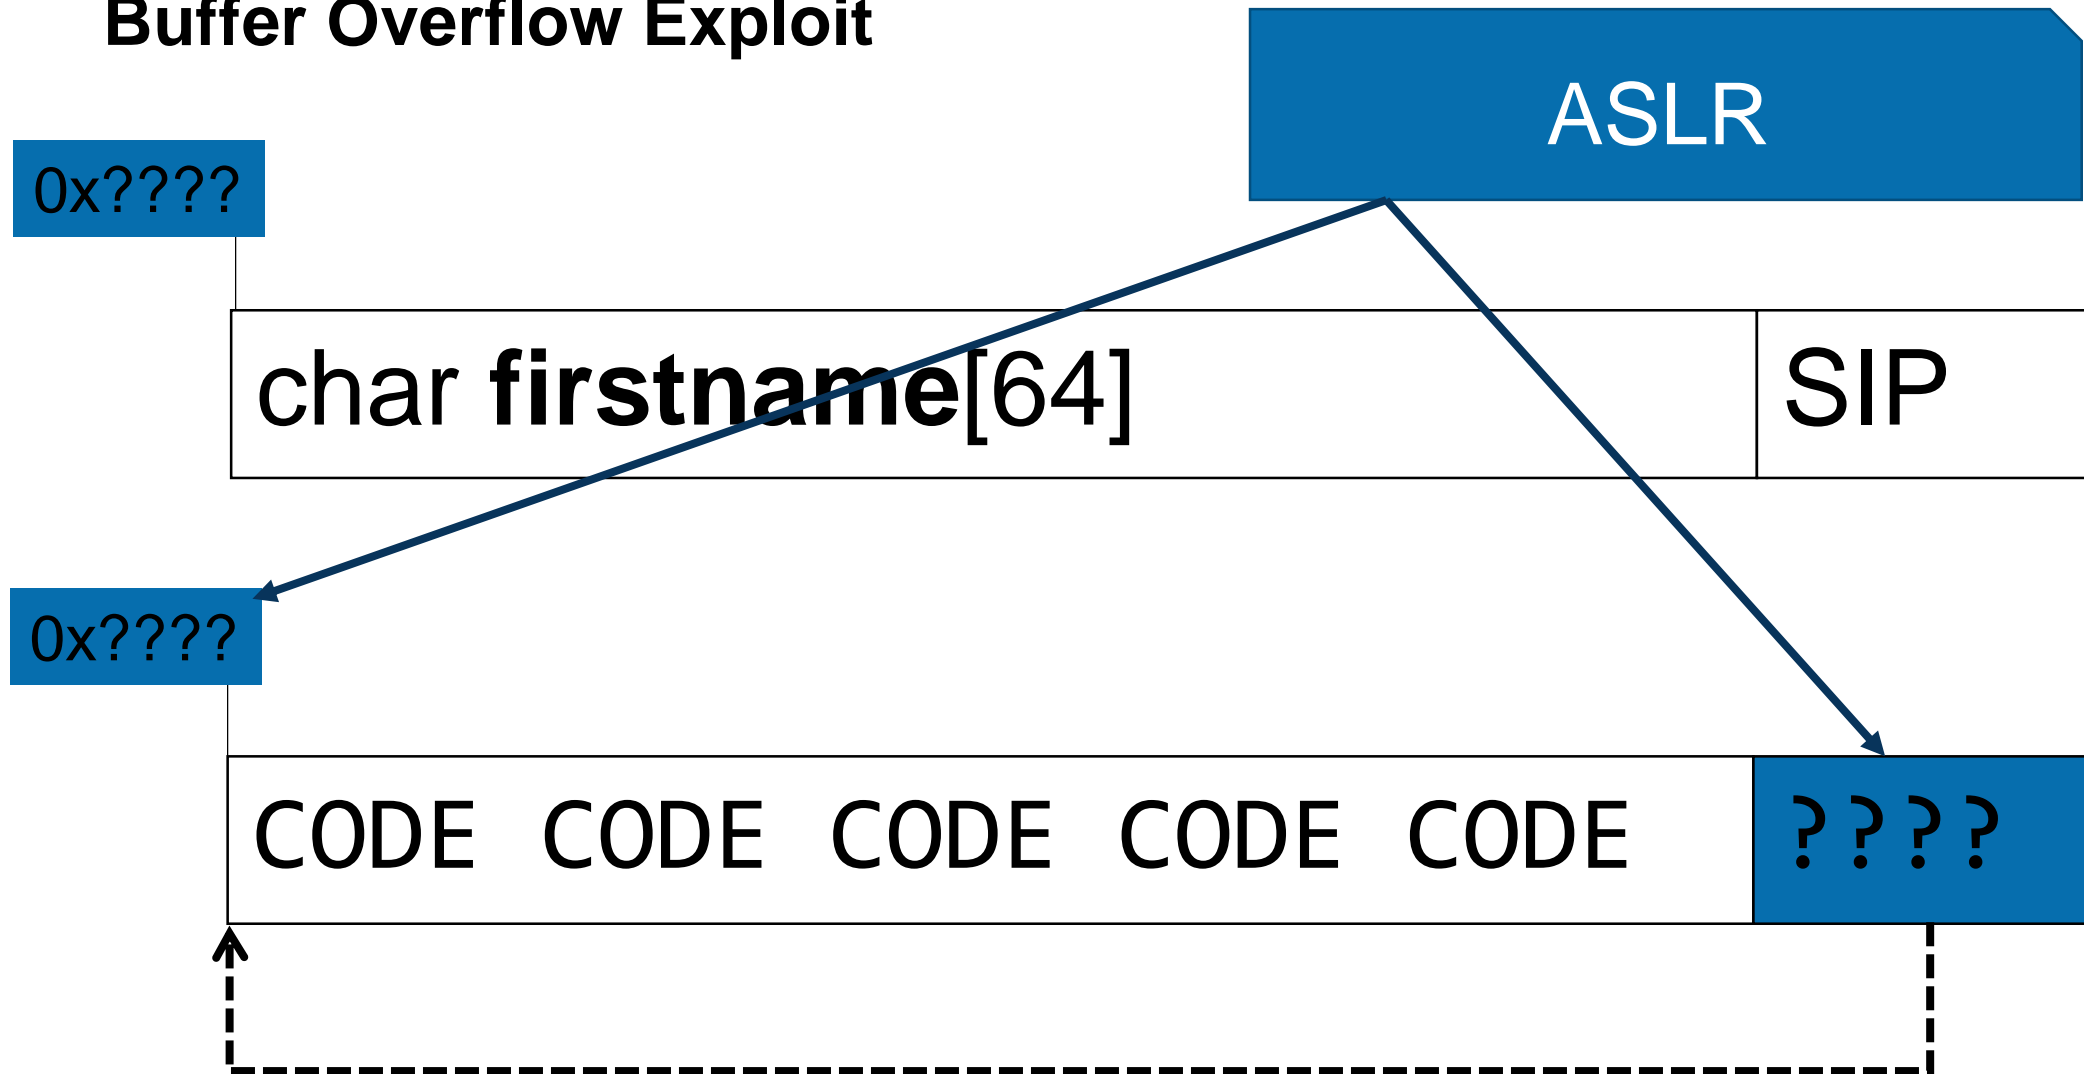 Buffer Overflow Exploit
ASLR
0x????
char firstname[64]
SIP
0x????
CODE CODE CODE CODE CODE
????